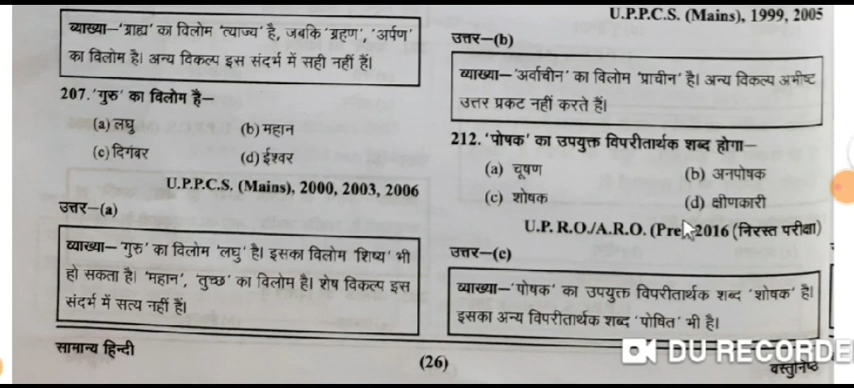 व्याख्या–‘ग्राह्य’ का विलोम ‘त्याज्य’ है, जबकि ‘ग्रहण’, ‘अर्पण’
का विलोम है। अन्य विकल्प इस संदर्भ में सही नहीं हैं।
207. ‘गुरु’ का विलोम है–
(a) लघु (b) महान
(c) दिगंबर (d) ईश्वर
U.P.P.C.S. (Mains), 2000, 2003, 2006
उत्तर–(a)
व्याख्या– ‘गुरु’ का विलोम ‘लघु’ है। इसका विलोम ‘शिष्य’ भी
हो सकता है। ‘महान’, ‘तुच्छ’ का विलोम है। शेष विकल्प इस
संदर्भ में सत्य नहीं हैं।
U.P.P.C.S. (Mains), 1999, 2005
उत्तर–(b)
व्याख्या–‘अर्वाचीन’ का विलोम ‘प्राचीन’ है। अन्य विकल्प अभीष्ट
उत्तर प्रकट नहीं करते हैं।
212. ‘पोषक’ का उपयुक्त विपरीतार्थक शब्द होगा–
(a) चूषण (b) अनपोषक
(c) शोषक (d) क्षीणकारी
U.P. R.O./A.R.O. (Pre) 2016 (निरस्त परीक्षा)
उत्तर–(c)
व्याख्या–‘पोषक’ का उपयुक्त विपरीतार्थक शब्द ‘शोषक’ है।
इसका अन्य विपरीतार्थक शब्द ‘पोषित’ भी है।
सामान्य हिन्दी (26) वस्तुनिष्ठ
DU RECORDE